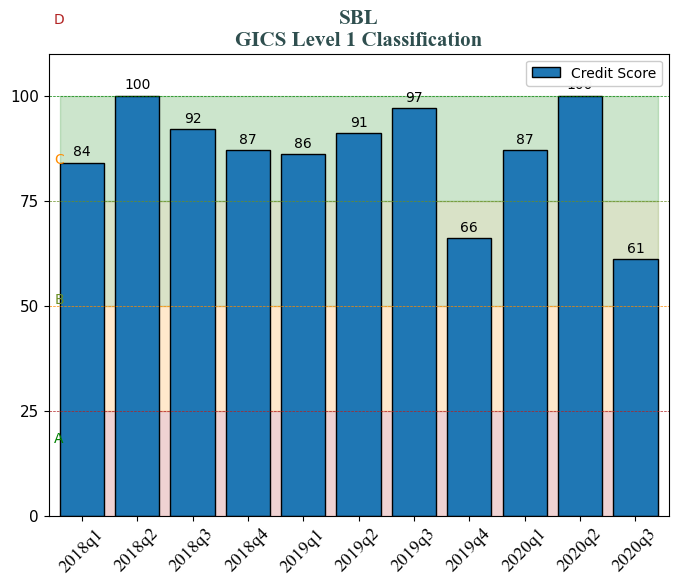 D
SBL
GICS Level 1 Classification
Credit Score
100
100
84
92
87
86
91
97
66
87
61
C
75
B
50
25
A
0
2018q1
2018q2
2018q3
2018q4
2019q1
2019q2
2019q3
2019q4
2020q1
2020q2
2020q3